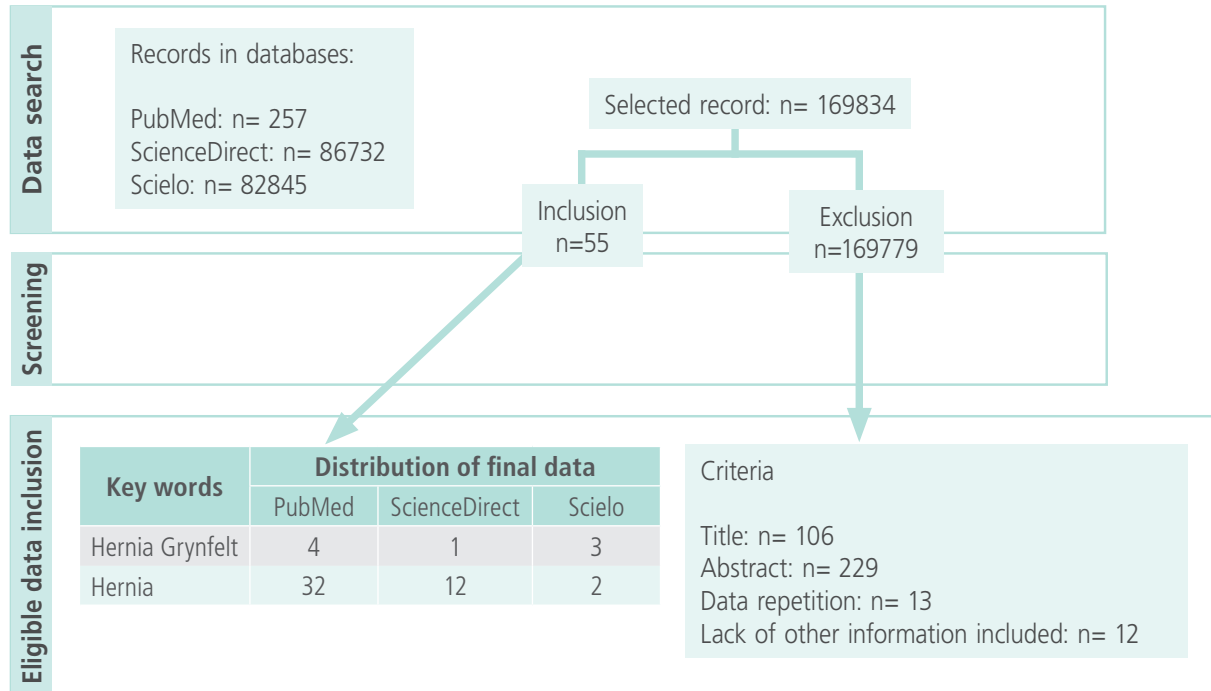 Data search
Records in databases:
PubMed: n= 257
ScienceDirect: n= 86732
Scielo: n= 82845
Selected record: n= 169834
Inclusion
n=55
Exclusion
n=169779
Screening
Eligible data inclusion
Key words
Distribution of final data
PubMed ScienceDirect Scielo
Hernia Grynfelt 4 1 3
Hernia 32 12 2
Criteria
Title: n= 106
Abstract: n= 229
Data repetition: n= 13
Lack of other information included: n= 12